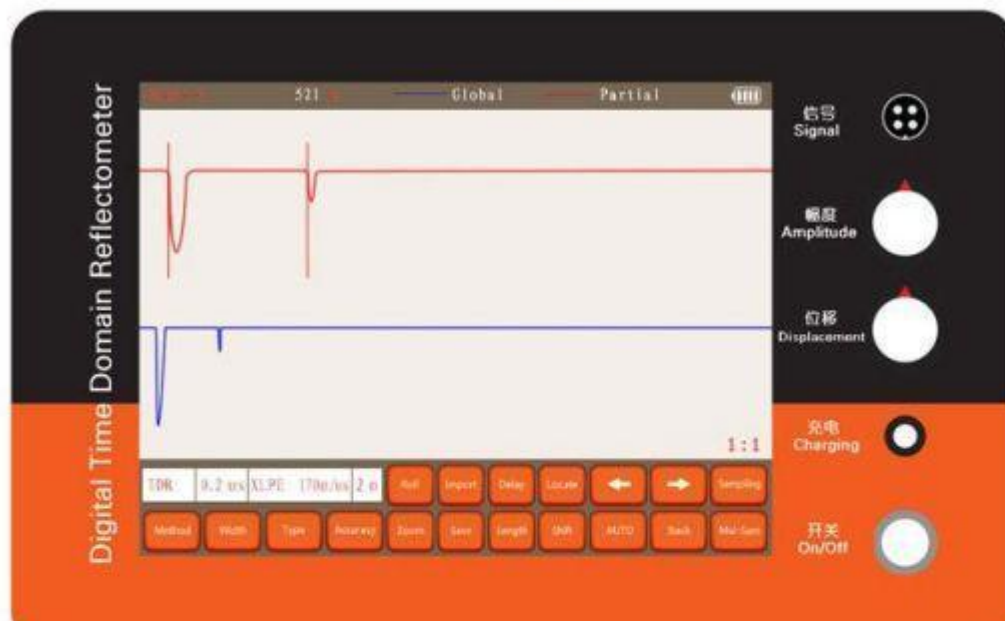 Digital Time Domain Reflectometer
521
Global
Partial
信号
Signal
幅度
Amplitude
位移
Displacement
充电
Charging
开关
On/Off
1:1
TDR 0.2 us XLPE 170m/us 2 m
Import Delay Locate Sampling
Method Width Type Accuracy Zoom Save Length AUTO Back